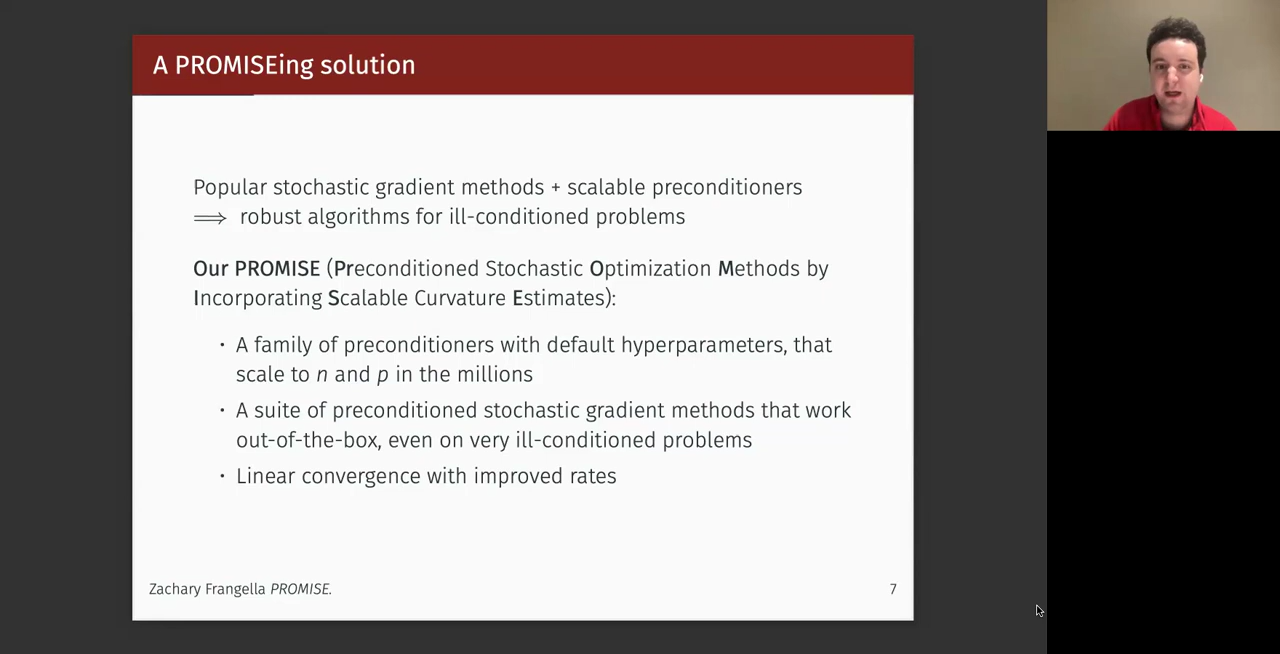 A PROMISEing solution
Popular stochastic gradient methods + scalable preconditioners
⟹ robust algorithms for ill-conditioned problems
Our PROMISE (Preconditioned Stochastic Optimization Methods by
Incorporating Scalable Curvature Estimates):
• A family of preconditioners with default hyperparameters, that
scale to n and p in the millions
• A suite of preconditioned stochastic gradient methods that work
out-of-the-box, even on very ill-conditioned problems
• Linear convergence with improved rates
Zachary Frangella PROMISE. 7